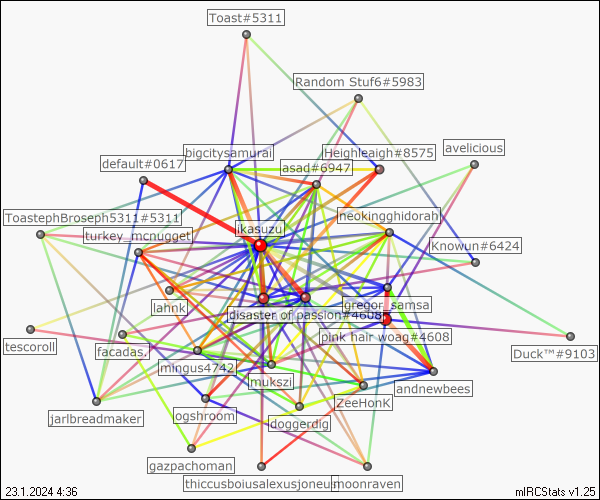 Toast#5311
Random Stuf6#5983
avelicious
bigcitysamurai
Heighleaigh#8575
default#0617
asad#6947
ToastephBroseph5311#5311
neokingghidorah
turkey_mcnugget
ikasuzu
Knowun#6424
lahnk
gregor_samsa
disaster of passion#4608
pink hair woag#4608
tescoroll
facadas.
Duck™#9103
mingus4742
mukszi
andnewbees
jarlbreadmaker
ogshroom
ZeeHonK
doggerdig
gazpachoman
thiccusboiusalexusjoneus
moonraven
23.1.2024 4:36
mIRCStats v1.25